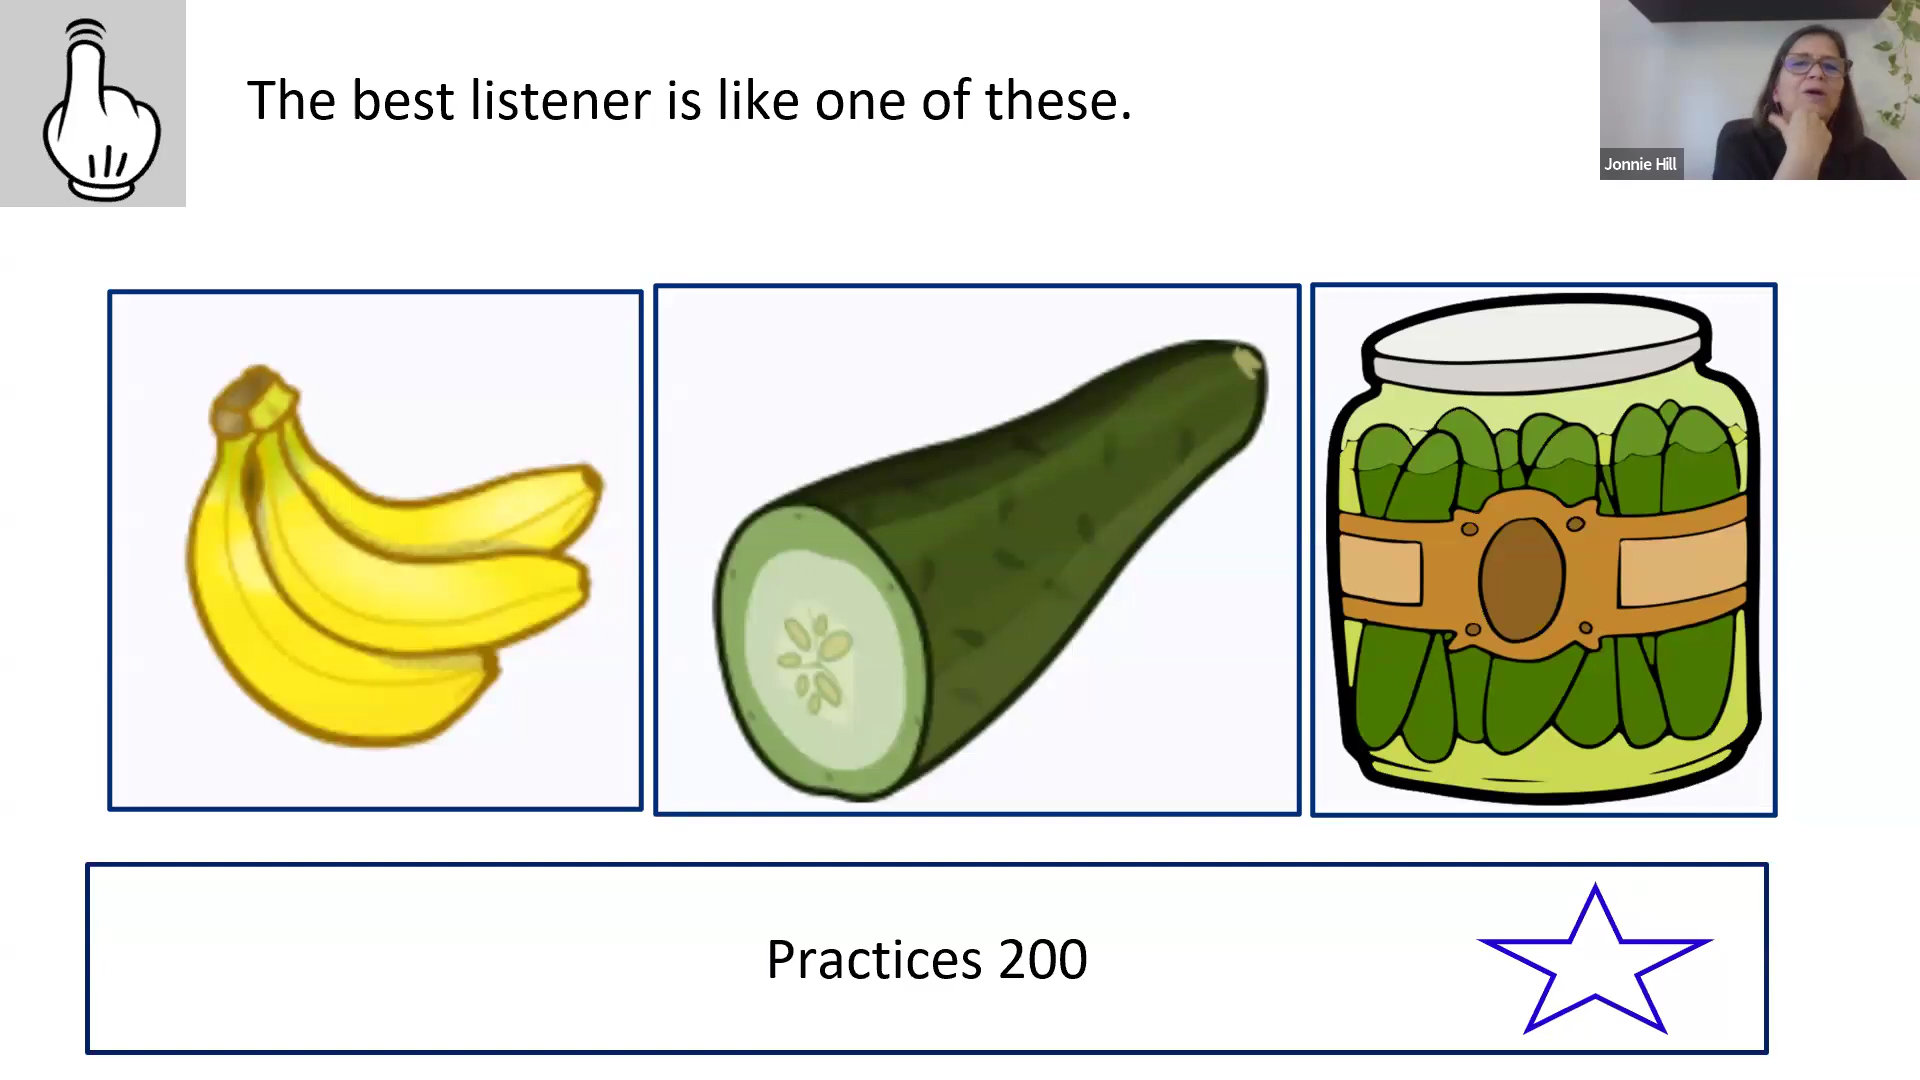 The best listener is like one of these.
Jonnie Hill
Practices 200